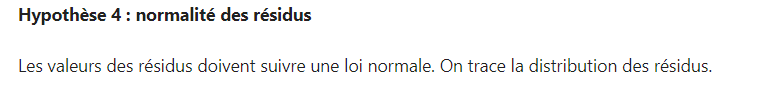 Hypothèse 4 : normalité des résidus
Les valeurs des résidus doivent suivre une loi normale. On trace la distribution des résidus.